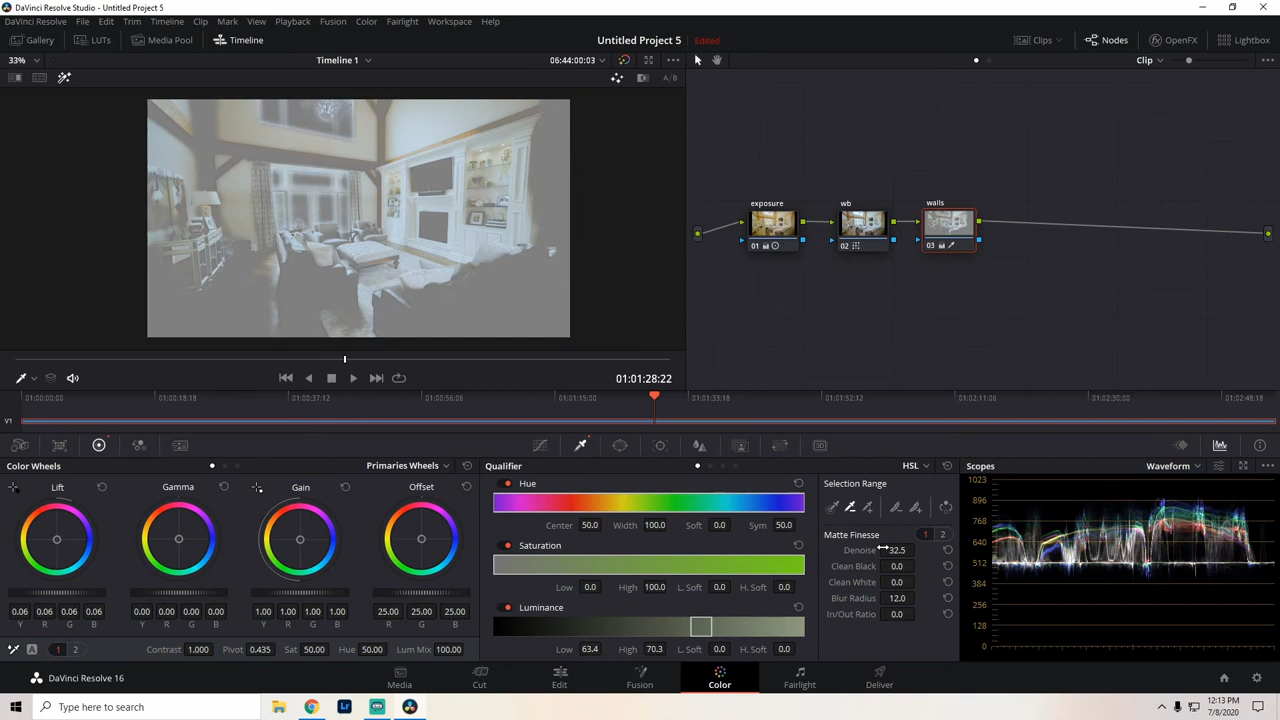 DaVinci Resolve Studio - Untitled Project 5
DaVinci Resolve File Edit Trim Timeline Clip Mark View Playback Fusion Color Fairlight Workspace Help
Gallery LUTs Media Pool Timeline Untitled Project 5 Edited Clips Nodes OpenFX Lightbox
33% Timeline 1 06:44:00:03 Clip
A/B
exposure wb walls
01 02 03
01:01:28:22
01:00:00:00 01:00:18:18 01:00:37:12 01:00:56:06 01:01:15:00 01:01:33:18 01:01:52:12 01:02:11:06 01:02:30:00 01:02:48:18
V1
Color Wheels Primaries Wheels Qualifier HSL Scopes Waveform
Lift Gamma Gain Offset
0.06 0.06 0.06 0.06 0.00 0.00 0.00 0.00 1.00 1.00 1.00 1.00 25.00 25.00 25.00
Y R G B Y R G B Y R G B R G B
A 1 2 Contrast 1.000 Pivot 0.435 Sat 50.00 Hue 50.00 Lum Mix 100.00
Hue
Center 50.0 Width 100.0 Soft 0.0 Sym 50.0
Saturation
Low 0.0 High 100.0 L. Soft 0.0 H. Soft 0.0
Luminance
Low 63.4 High 70.3 L. Soft 0.0 H. Soft 0.0
Selection Range
Matte Finesse 1 2
Denoise 32.5
Clean Black 0.0
Clean White 0.0
Blur Radius 12.0
In/Out Ratio 0.0
1023
896
768
640
512
384
256
128
0
DaVinci Resolve 16 Media Cut Edit Fusion Color Fairlight Deliver
Type here to search Lr 12:13 PM
7/8/2020